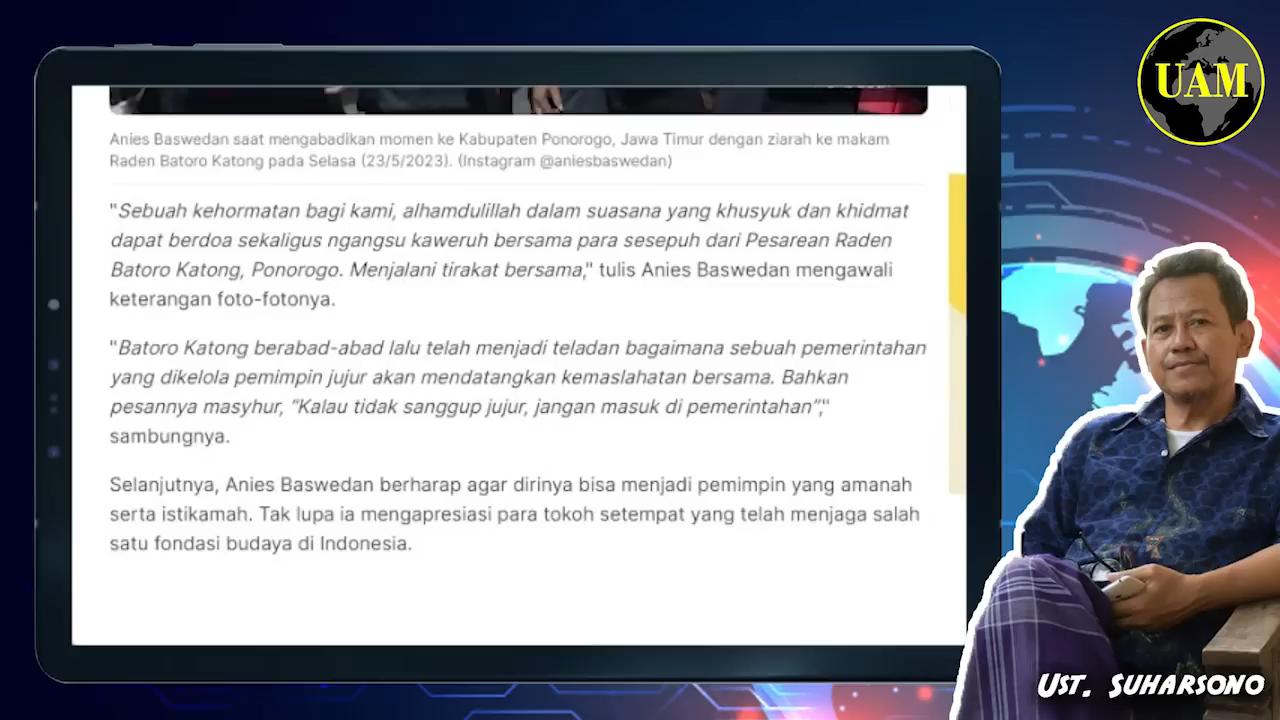 UAM
Anies Baswedan saat mengabadikan momen ke Kabupaten Ponorogo, Jawa Timur dengan ziarah ke makam
Raden Batoro Katong pada Selasa (23/5/2023). (Instagram @aniesbaswedan)
"Sebuah kehormatan bagi kami, alhamdulillah dalam suasana yang khusyuk dan khidmat
dapat berdoa sekaligus ngangsu kaweruh bersama para sesepuh dari Pesarean Raden
Batoro Katong, Ponorogo. Menjalani tirakat bersama," tulis Anies Baswedan mengawali
keterangan foto-fotonya.
"Batoro Katong berabad-abad lalu telah menjadi teladan bagaimana sebuah pemerintahan
yang dikelola pemimpin jujur akan mendatangkan kemaslahatan bersama. Bahkan
pesannya masyhur, “Kalau tidak sanggup jujur, jangan masuk di pemerintahan”,"
sambungnya.
Selanjutnya, Anies Baswedan berharap agar dirinya bisa menjadi pemimpin yang amanah
serta istikamah. Tak lupa ia mengapresiasi para tokoh setempat yang telah menjaga salah
satu fondasi budaya di Indonesia.
UST. SUHARSONO